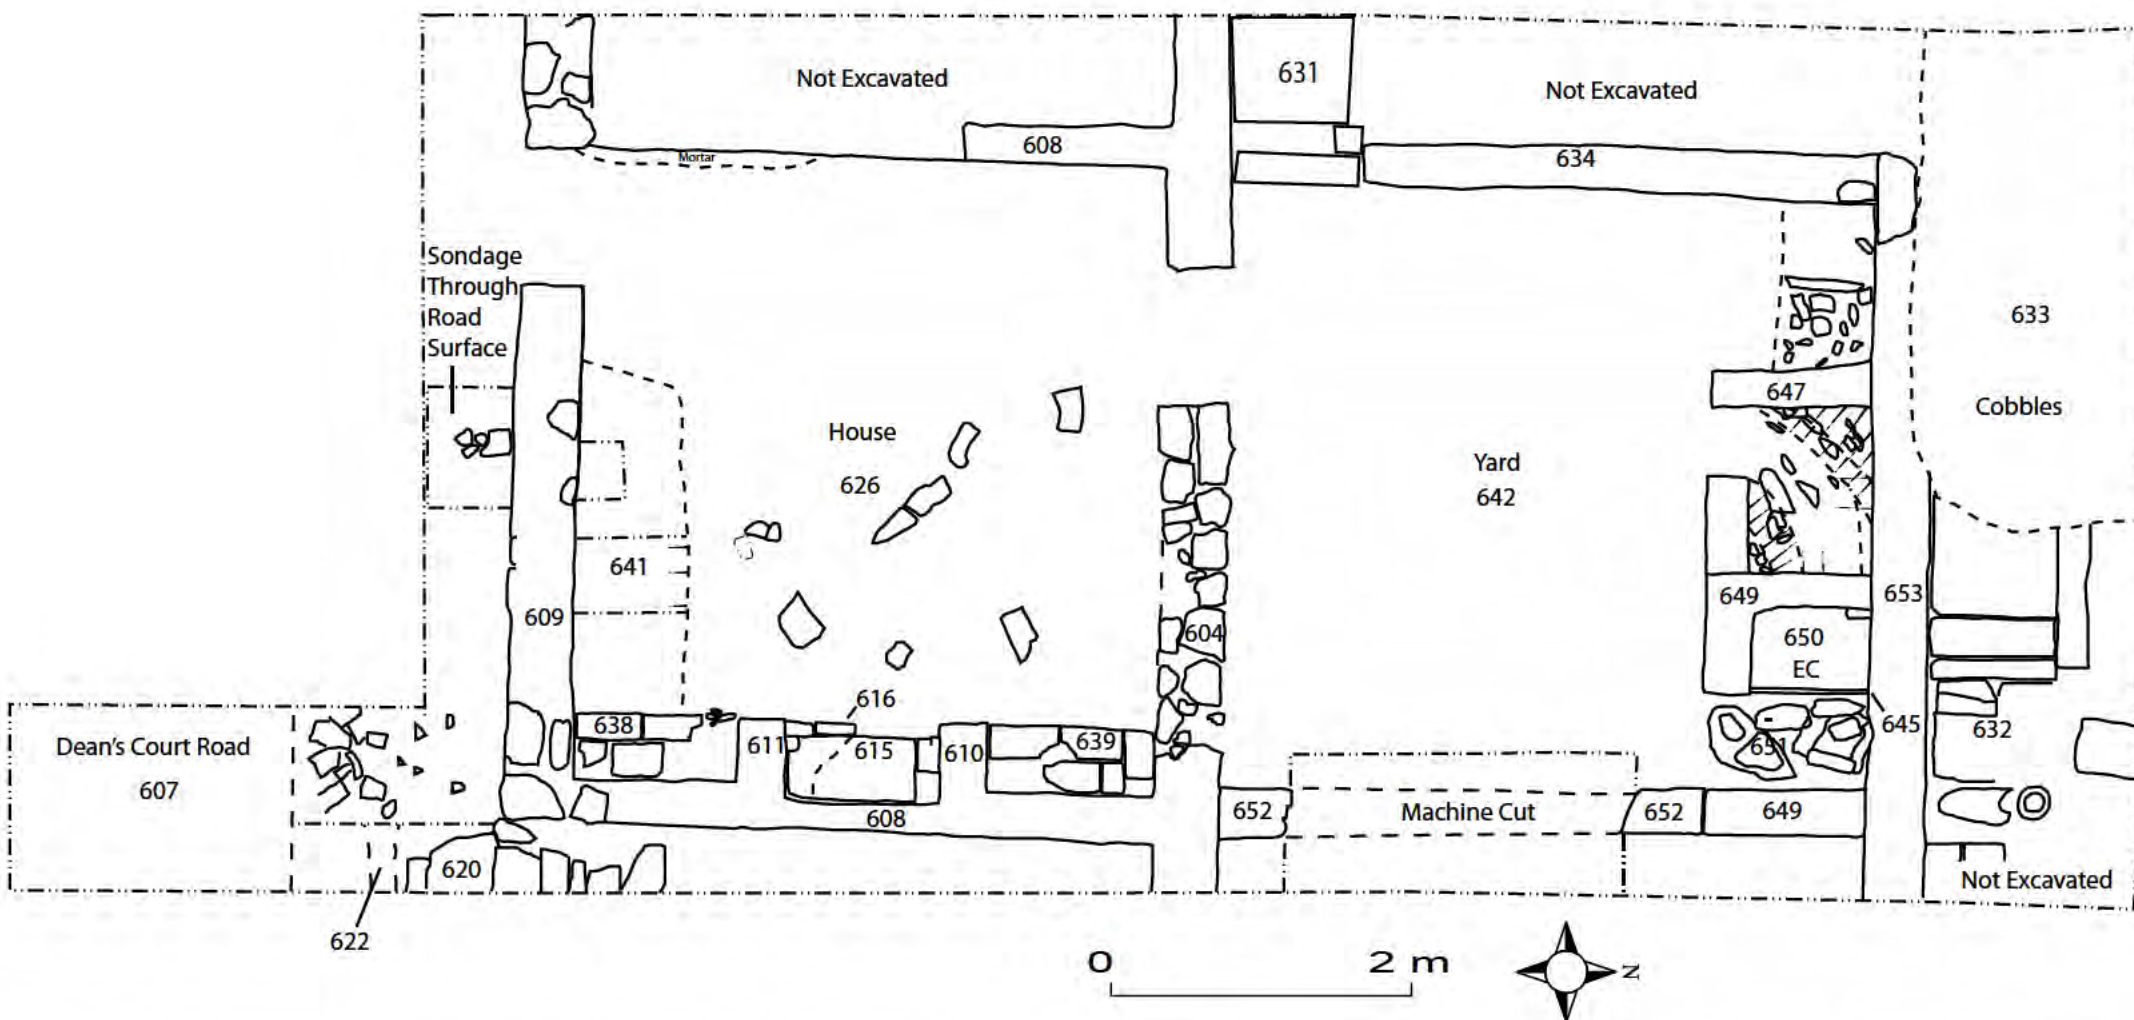 Not Excavated
631
Not Excavated
608
634
Mortar
Sondage
Through
Road
Surface
633
647
Cobbles
House
626
Yard
642
641
609
649
653
604
650
EC
616
638
611
615
610
639
651
645
632
Dean's Court Road
607
608
652
Machine Cut
652
649
620
Not Excavated
622
0 2 m
N